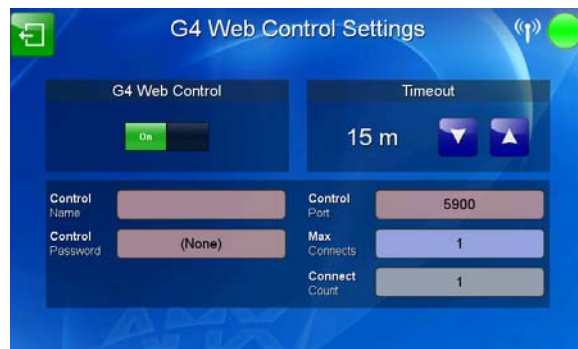 G4 Web Control Settings
G4 Web Control
Timeout
On
15 m
Control Name
Control Port
5900
Control Password
(None)
Max Connects
1
Connect Count
1
AMX